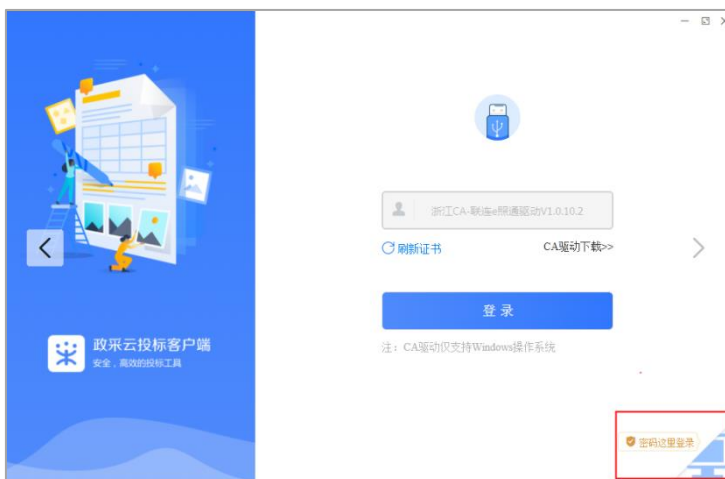 政采云投标客户端
安全，高效的投标工具
浙江CA-联连e照通驱动V1.0.10.2
刷新证书
CA驱动下载>>
登录
注：CA驱动仅支持Windows操作系统
密码这里登录